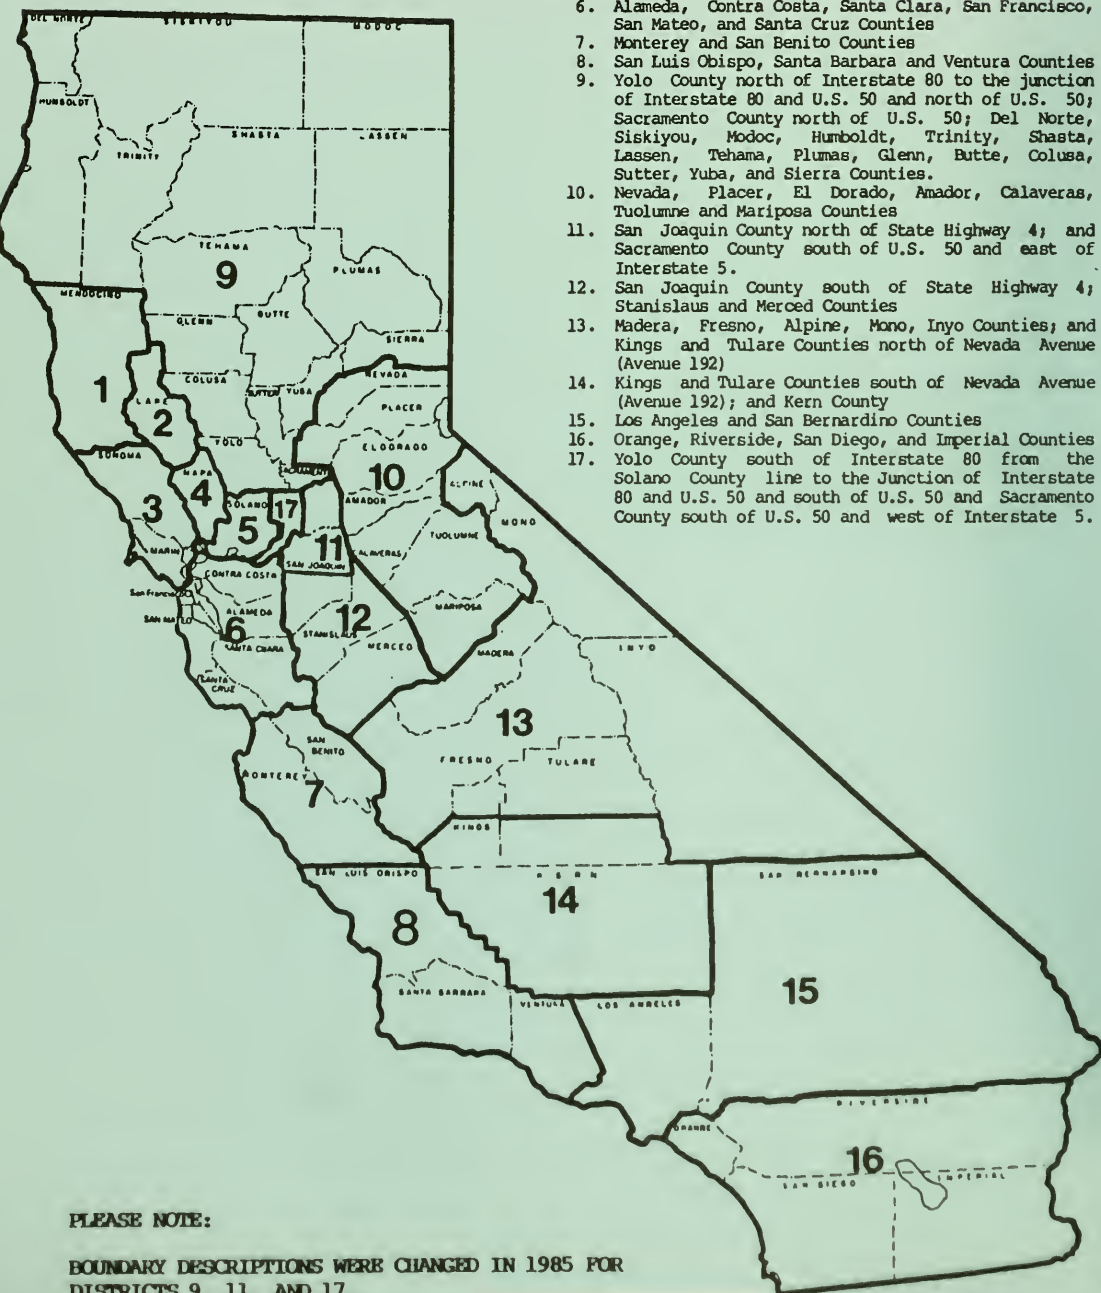 6. Alameda, Contra Costa, Santa Clara, San Francisco,
San Mateo, and Santa Cruz Counties
7. Monterey and San Benito Counties
8. San Luis Obispo, Santa Barbara and Ventura Counties
9. Yolo County north of Interstate 80 to the junction
of Interstate 80 and U.S. 50 and north of U.S. 50;
Sacramento County north of U.S. 50; Del Norte,
Siskiyou, Modoc, Humboldt, Trinity, Shasta,
Lassen, Tehama, Plumas, Glenn, Butte, Colusa,
Sutter, Yuba, and Sierra Counties.
10. Nevada, Placer, El Dorado, Amador, Calaveras,
Tuolumne and Mariposa Counties
11. San Joaquin County north of State Highway 4; and
Sacramento County south of U.S. 50 and east of
Interstate 5.
12. San Joaquin County south of State Highway 4;
Stanislaus and Merced Counties
13. Madera, Fresno, Alpine, Mono, Inyo Counties; and
Kings and Tulare Counties north of Nevada Avenue
(Avenue 192)
14. Kings and Tulare Counties south of Nevada Avenue
(Avenue 192); and Kern County
15. Los Angeles and San Bernardino Counties
16. Orange, Riverside, San Diego, and Imperial Counties
17. Yolo County south of Interstate 80 from the
Solano County line to the Junction of Interstate
80 and U.S. 50 and south of U.S. 50 and Sacramento
County south of U.S. 50 and west of Interstate 5.
DEL NORTE
SISKIYOU
MODOC
HUMBOLDT
TRINITY
SHASTA
LASSEN
TEHAMA
9
PLUMAS
MENDOCINO
GLENN
BUTTE
SIERRA
1
COLUSA
SUTTER
YUBA
NEVADA
LAKE
2
PLACER
YOLO
ELDORADO
SONOMA
SACRAMENT
10
NAPA
4
ALPINE
3
SOLANO
17
AMADOR
5
MONO
MARIN
11
TUOLUMNE
CALAVERAS
SAN JOAQUIN
CONTRA COSTA
San Francisco
ALAMEDA
MARIPOSA
SAN MATEO
6
12
STANISLAUS
SANTA CLARA
MERCED
MADERA
INYO
SANTA
CRUZ
13
SAN
BENITO
FRESNO
TULARE
MONTEREY
7
KINGS
SAN LUIS OBISPO
KERN
SAN BERNARDINO
14
8
SANTA BARBARA
VENTURA
LOS ANGELES
15
RIVERSIDE
ORANGE
16
SAN DIEGO
IMPERIAL
PLEASE NOTE:
BOUNDARY DESCRIPTIONS WERE CHANGED IN 1985 FOR
DISTRICTS 9, 11, AND 17